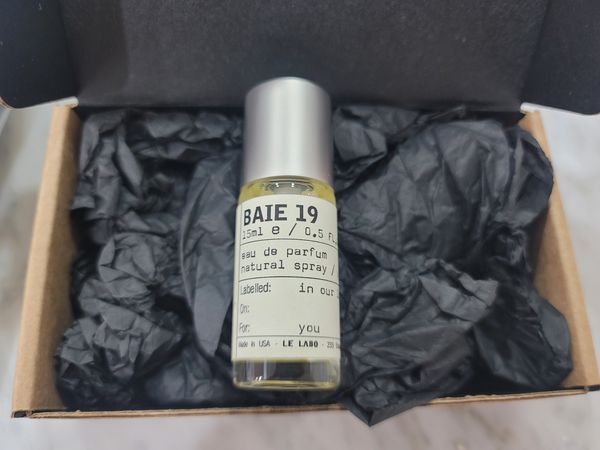 BAIE 19
15ml e / 0.5 fl.
eau de parfum
natural spray /
Labelled: in our
On:
For: you
Made in USA - LE LABO - 233